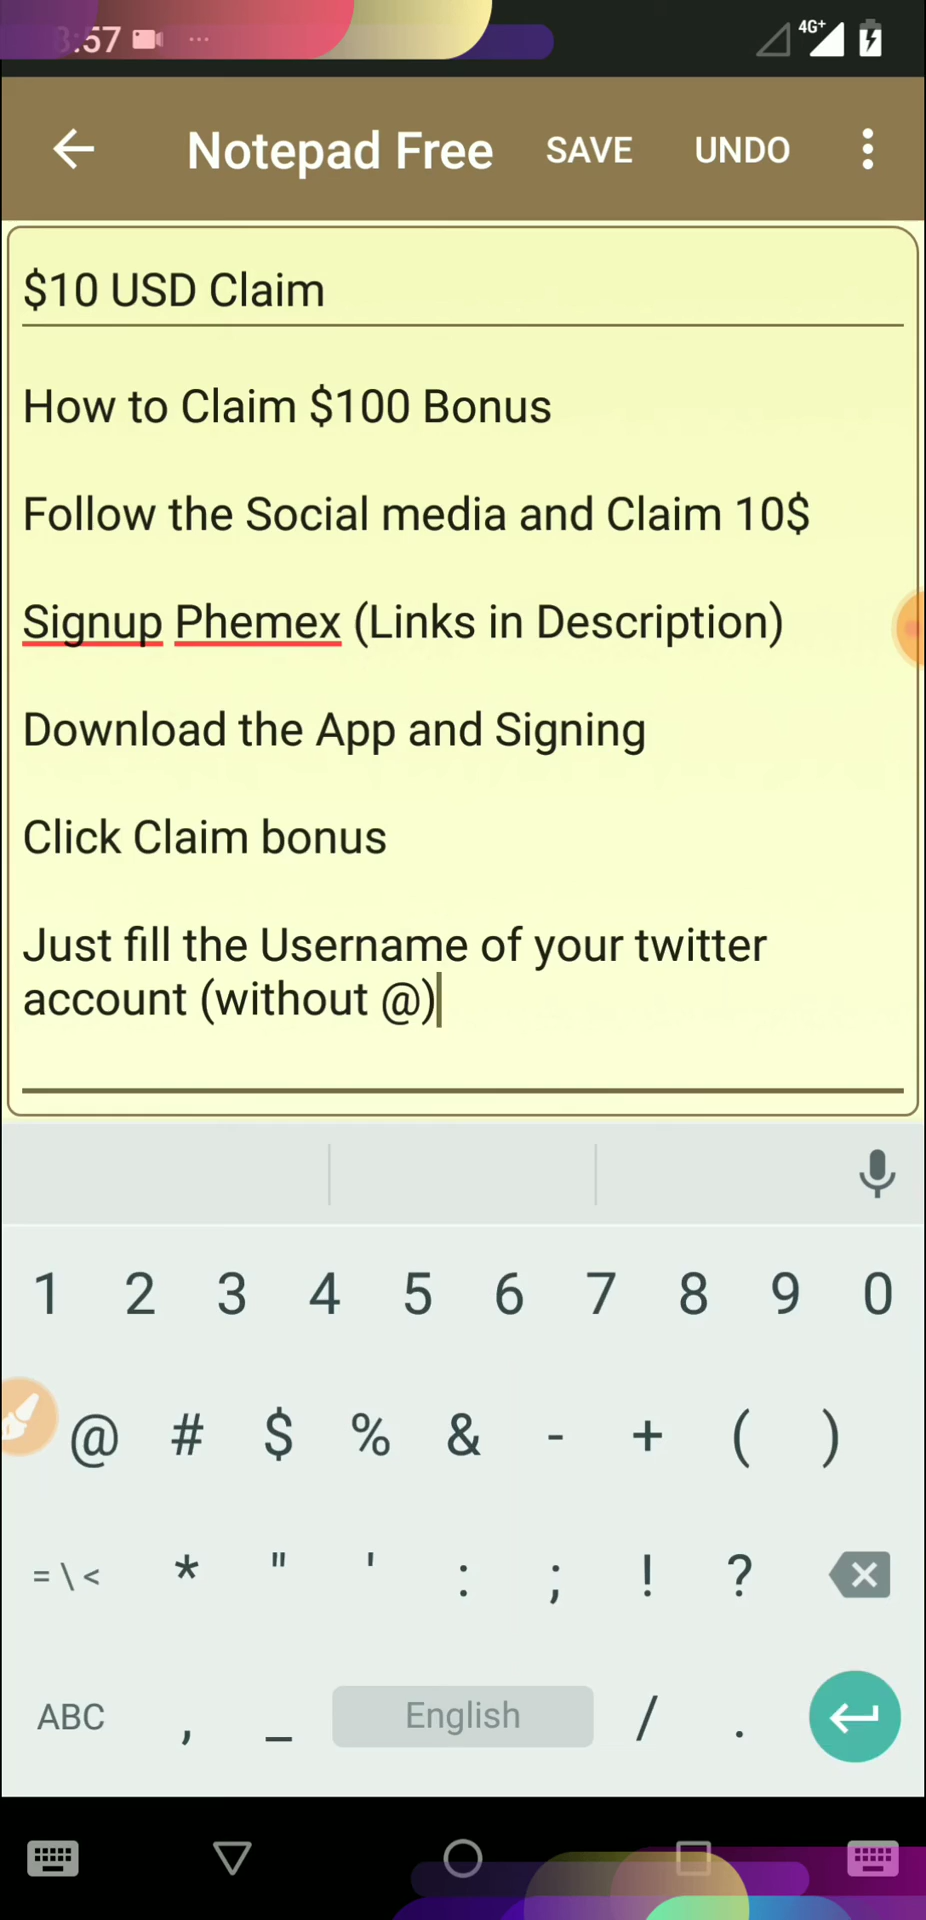 :57 ... 4G+
Notepad Free SAVE UNDO
$10 USD Claim
How to Claim $100 Bonus
Follow the Social media and Claim 10$
Signup Phemex (Links in Description)
Download the App and Signing
Click Claim bonus
Just fill the Username of your twitter
account (without @)
1 2 3 4 5 6 7 8 9 0
@ # $ % & - + ( )
= \ < * " ' : ; ! ?
ABC , _ English / .